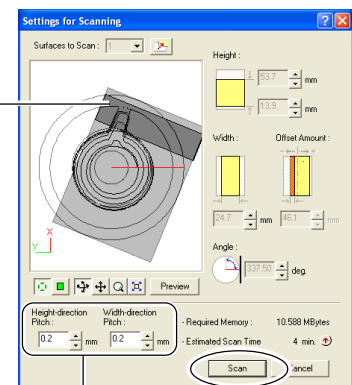 Settings for Scanning
Surfaces to Scan : 1
Height :
53.7 mm
13.9 mm
Width :
Offset Amount :
24.7 mm 46.1 mm
X
Y
Angle :
337.50 deg.
Preview
Height-direction Pitch :
Width-direction Pitch :
0.2 mm 0.2 mm
- Required Memory : 10.588 MBytes
- Estimated Scan Time 4 min.
Scan
Cancel